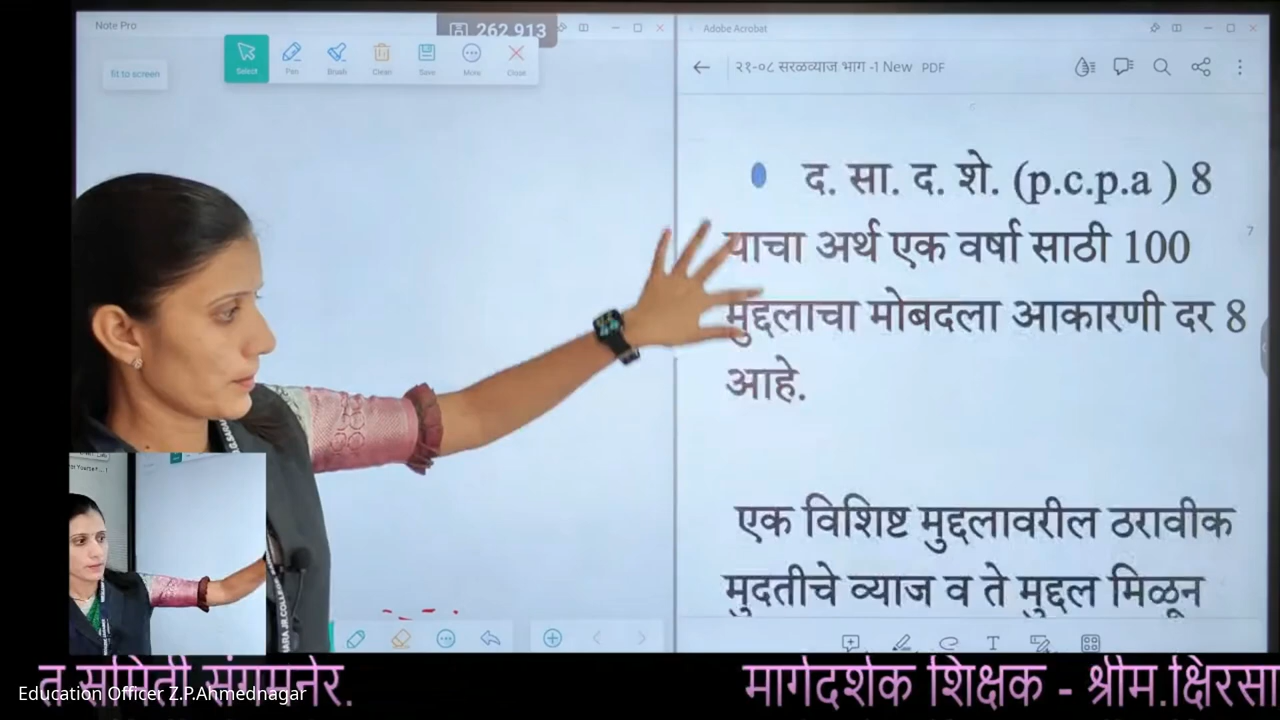 Note Pro
262,913
Adobe Acrobat
fit to screen
Select
Pen
Brush
Clean
Save
More
Close
२१-०८ सरळव्याज भाग -1 New PDF
द. सा. द. शे. (p.c.p.a ) 8
याचा अर्थ एक वर्षा साठी 100
मुद्दलाचा मोबदला आकारणी दर 8
आहे.
7
एक विशिष्ट मुद्दलावरील ठरावीक
मुदतीचे व्याज व ते मुद्दल मिळून
त समिती संगमनेर.
मार्गदर्शक शिक्षक - श्रीम.क्षिरसा
Education Officer Z.P.Ahmednagar